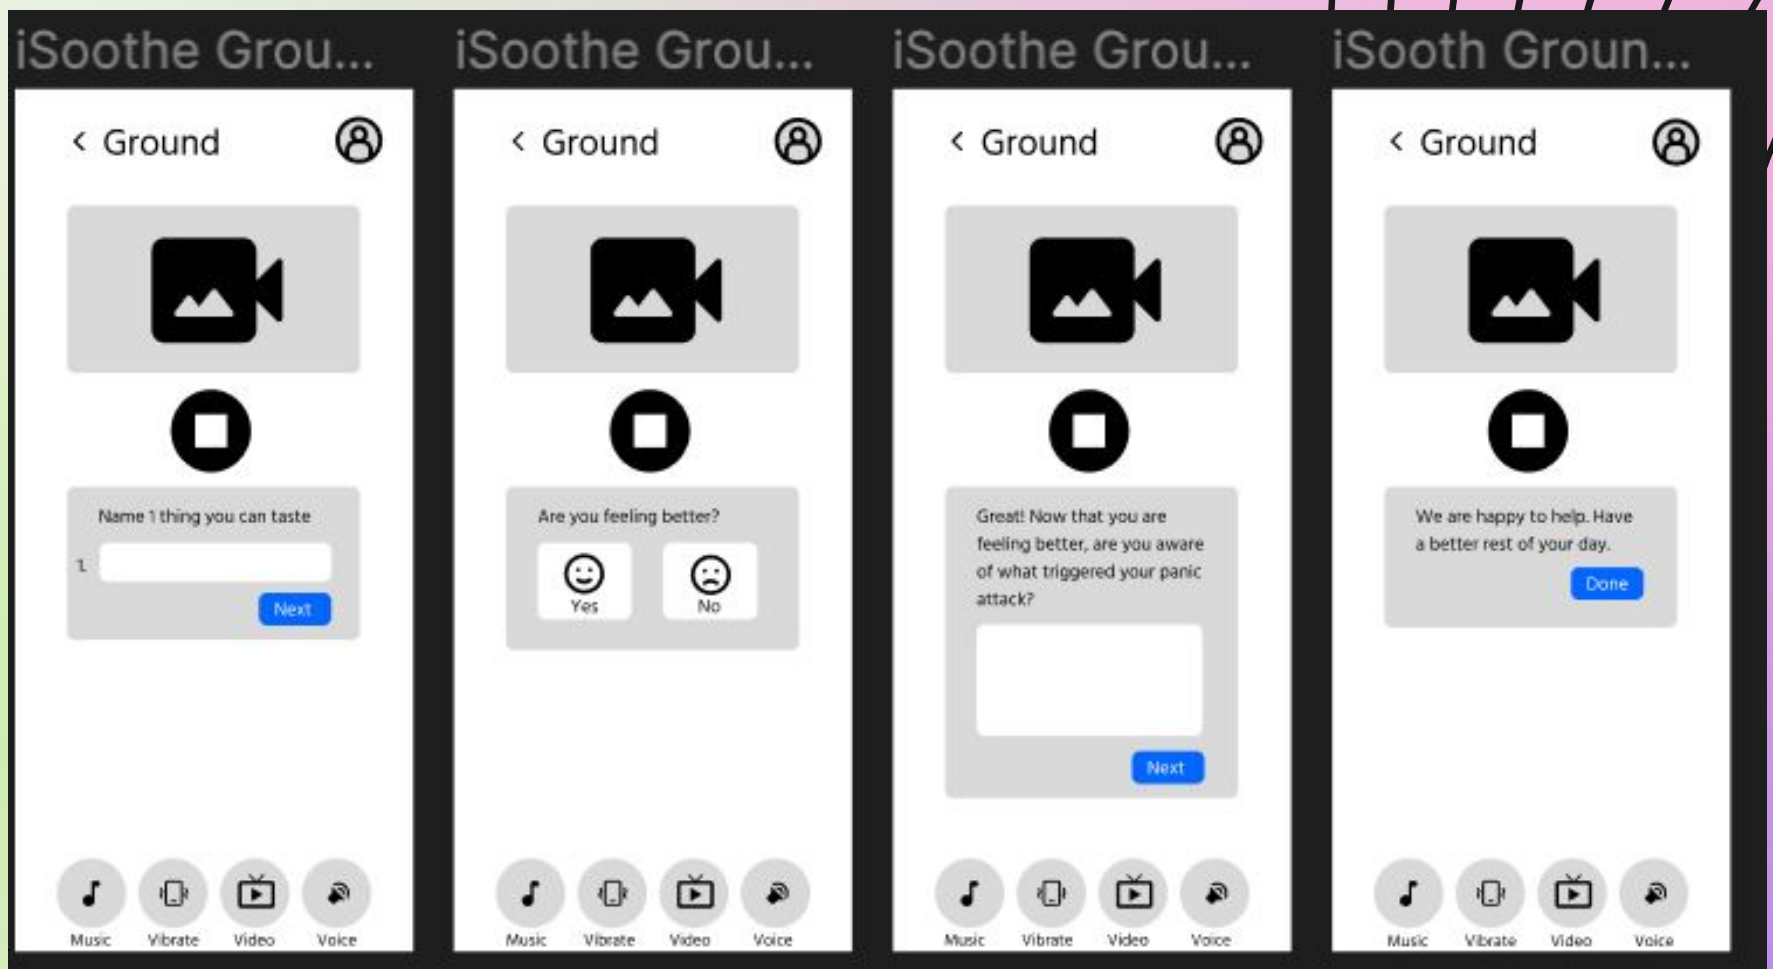 iSoothe Grou...
< Ground
Name 1 thing you can taste
1.
Next
Music Vibrate Video Voice
iSoothe Grou...
< Ground
Are you feeling better?
Yes No
Music Vibrate Video Voice
iSoothe Grou...
< Ground
Great! Now that you are
feeling better, are you aware
of what triggered your panic
attack?
Next
Music Vibrate Video Voice
iSooth Groun...
< Ground
We are happy to help. Have
a better rest of your day.
Done
Music Vibrate Video Voice